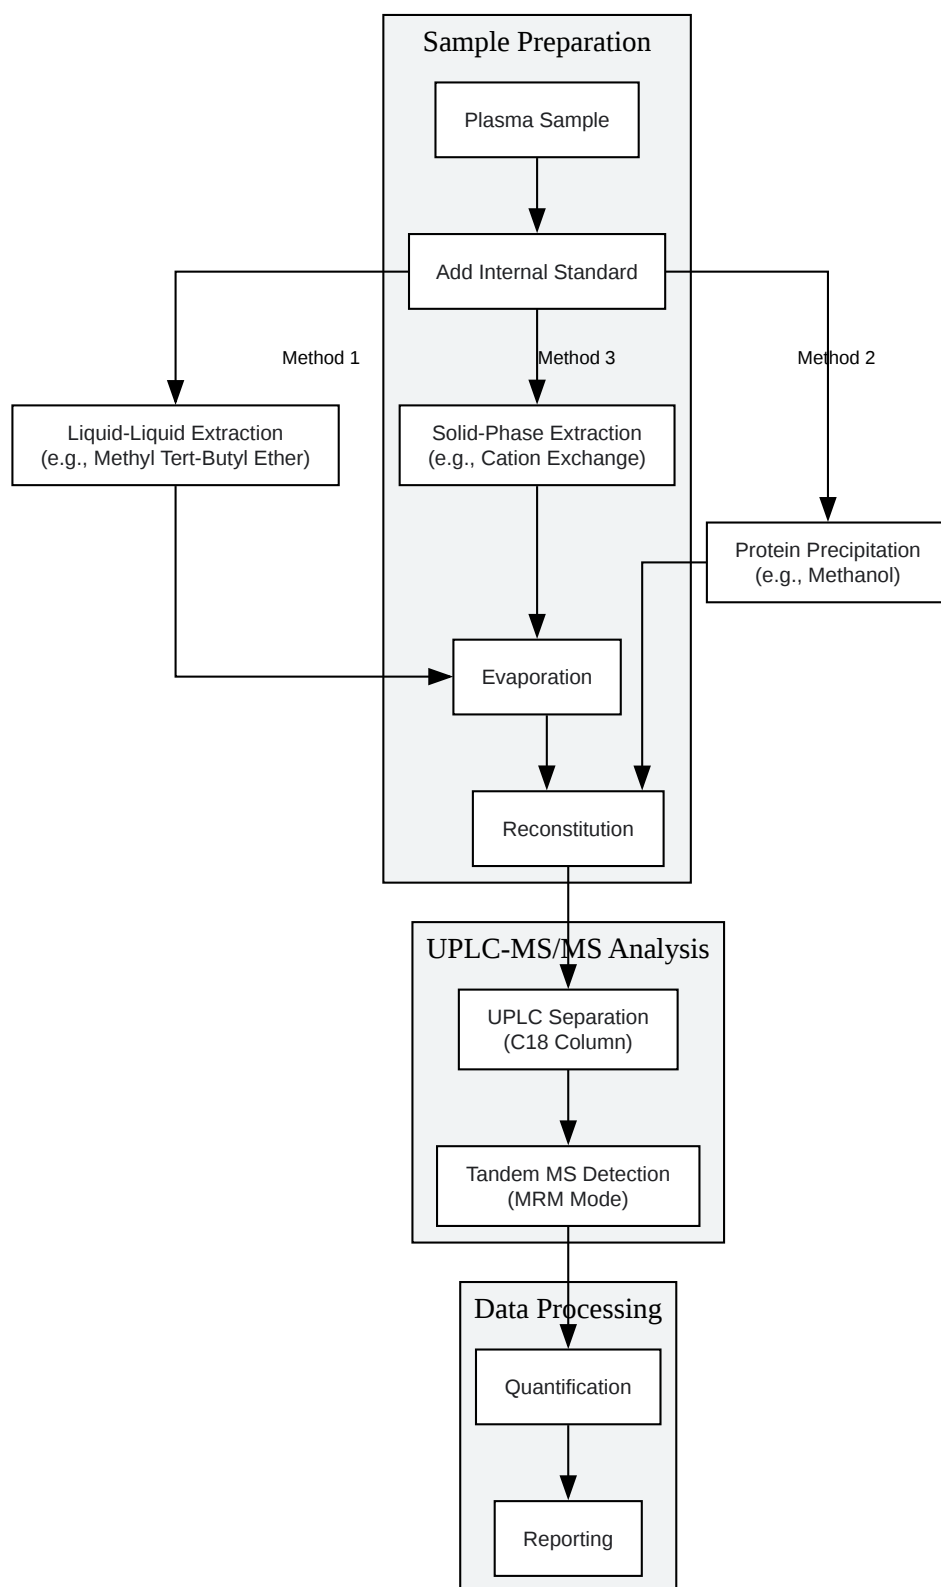 Sample Preparation
Plasma Sample
Add Internal Standard
Method 1
Method 3
Method 2
Liquid-Liquid Extraction
(e.g., Methyl Tert-Butyl Ether)
Solid-Phase Extraction
(e.g., Cation Exchange)
Protein Precipitation
(e.g., Methanol)
Evaporation
Reconstitution
UPLC-MS/MS Analysis
UPLC Separation
(C18 Column)
Tandem MS Detection
(MRM Mode)
Data Processing
Quantification
Reporting